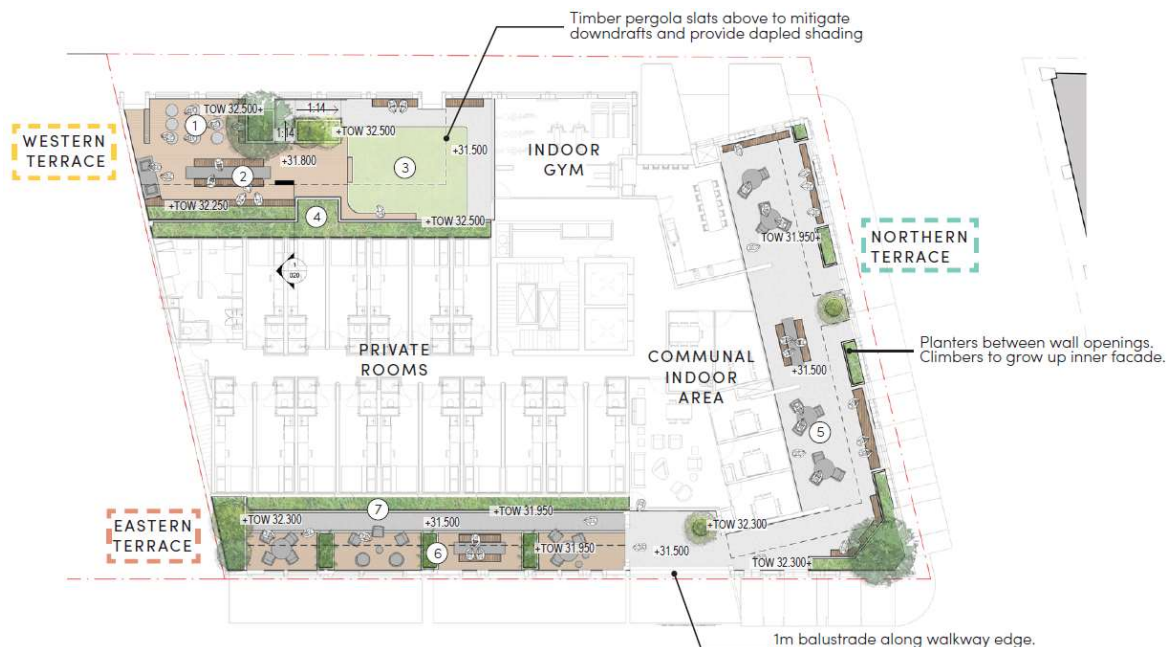 Timber pergola slats above to mitigate
downdrafts and provide dapled shading
WESTERN
TERRACE
TOW 32.500+
1:14
1:14
+TOW 32.500
1
+31.800
+31.500
2
3
+TOW 32.250
4
+TOW 32.500
INDOOR
GYM
TOW 31.950+
NORTHERN
TERRACE
1
020
PRIVATE
ROOMS
COMMUNAL
INDOOR
AREA
Planters between wall openings.
Climbers to grow up inner facade.
+31.500
5
EASTERN
TERRACE
7
+TOW 31.950
+TOW 32.300
+31.500
6
+TOW 31.950
+TOW 32.300
+31.500
TOW 32.300+
1m balustrade along walkway edge.